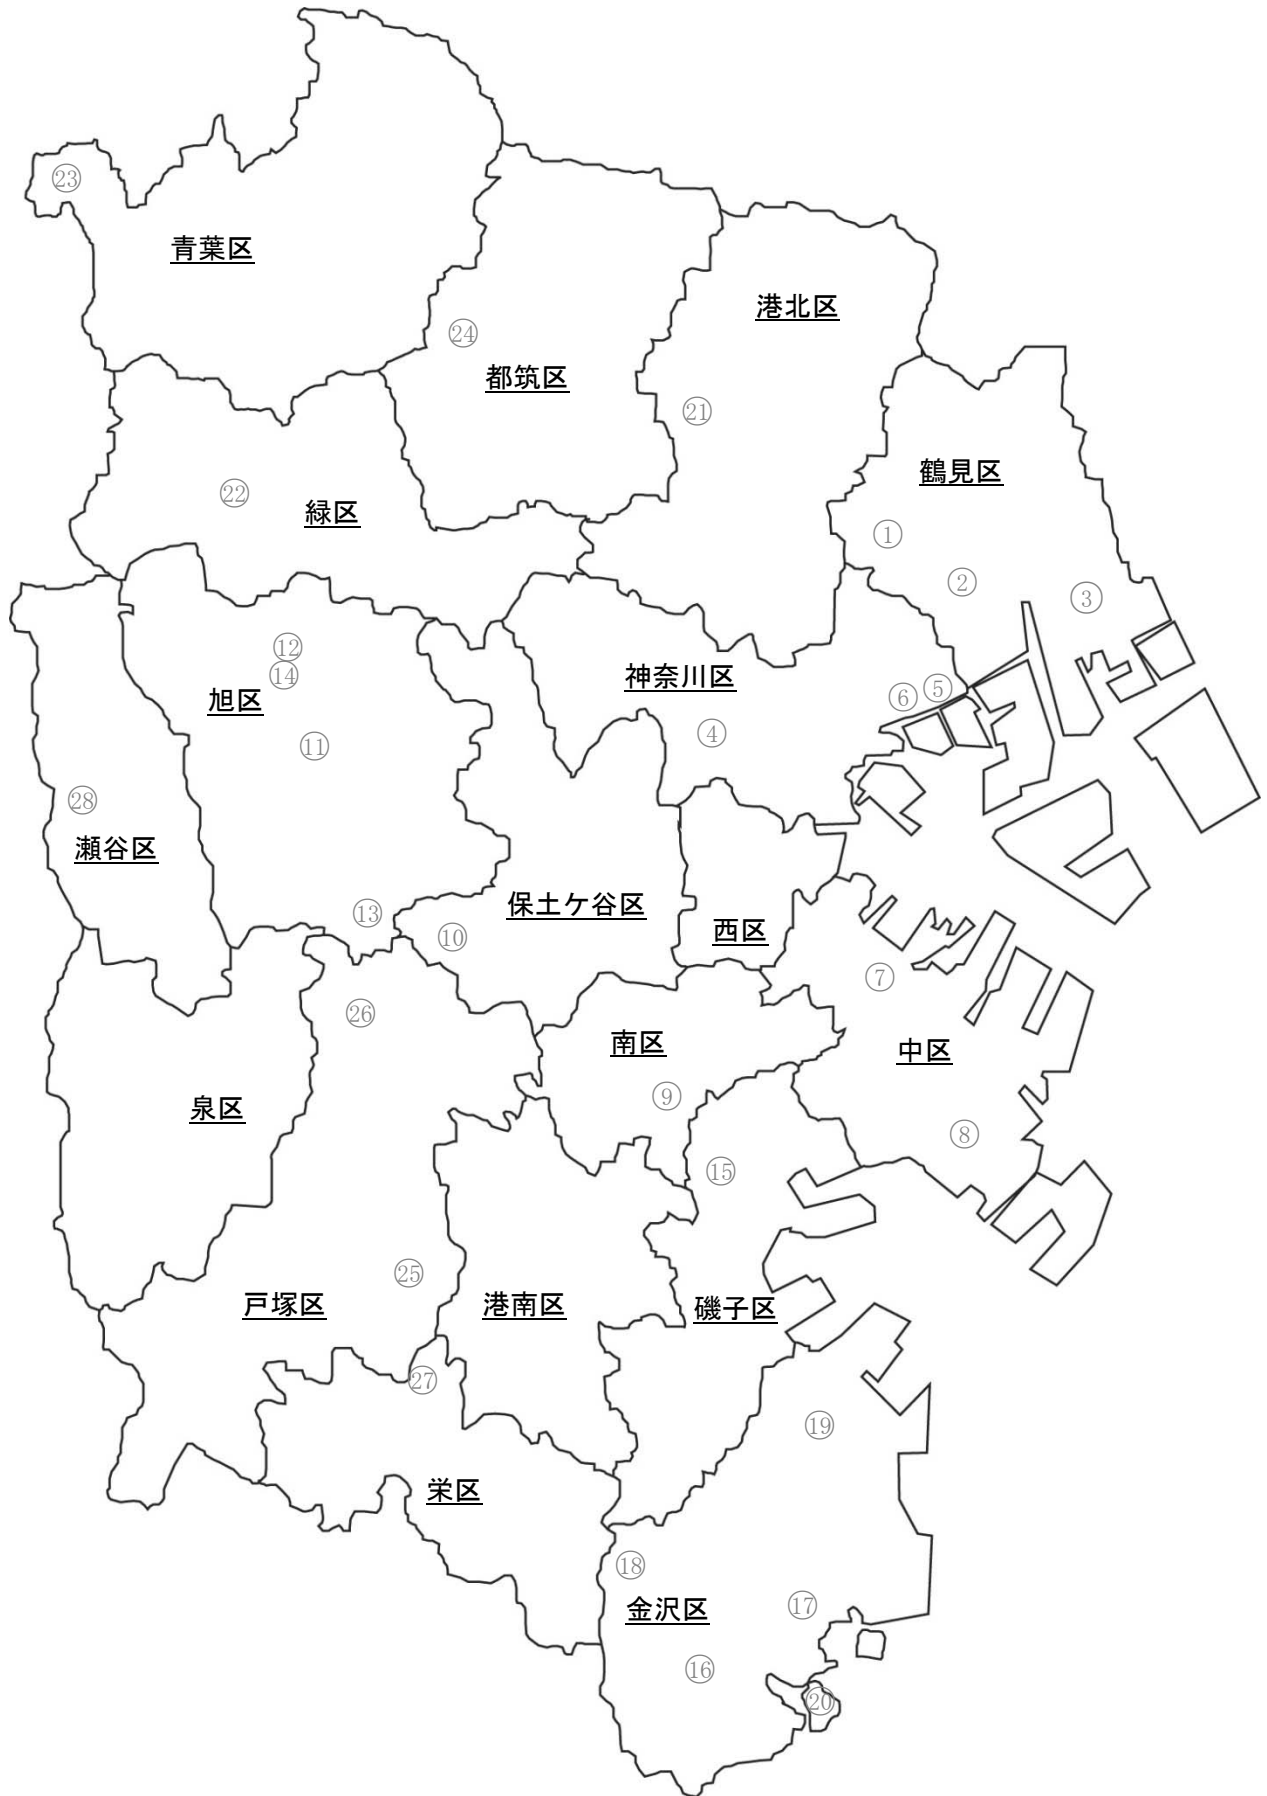 ㉓
青葉区
港北区
㉔
都筑区
㉑
鶴見区
㉒
緑区
①
②
③
⑫
⑭
旭区
神奈川区
⑥
⑤
④
⑪
㉘
瀬谷区
⑬
⑩
保土ケ谷区
西区
⑦
㉖
南区
中区
⑨
泉区
⑧
⑮
㉕
戸塚区
港南区
磯子区
㉗
⑲
栄区
⑱
金沢区
⑰
⑯
⑳